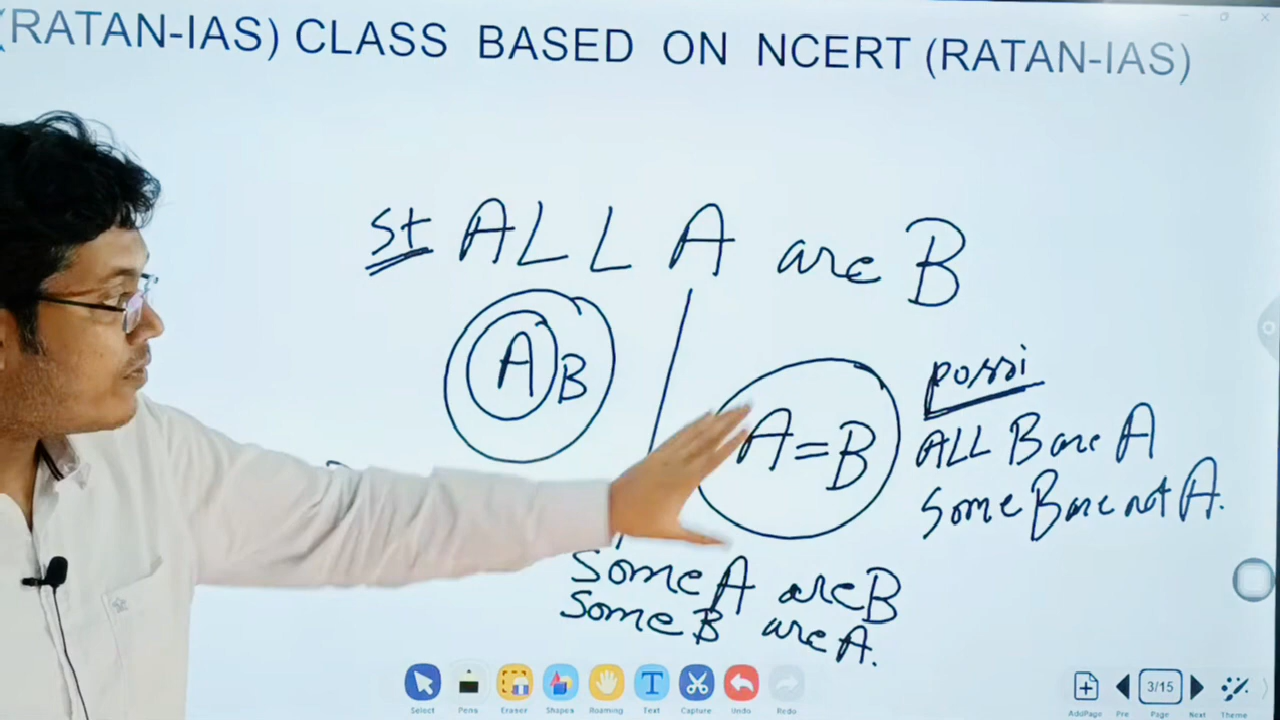 (RATAN-IAS) CLASS BASED ON NCERT (RATAN-IAS)
St ALL A are B
A B
A = B
possi
ALL B are A
Some B are not A.
Some A are B
Some B are A.
Select Pens Eraser Shapes Roaming Text Capture Undo Redo
AddPage Pre 3/15 Page Next Theme